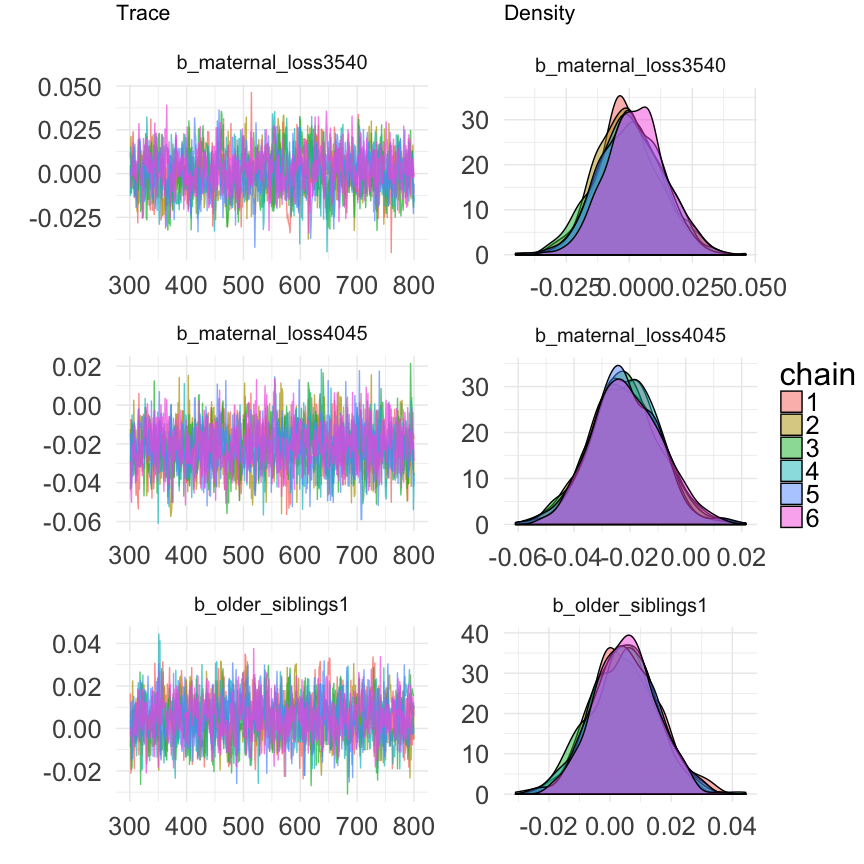 Trace
Density
b_maternal_loss3540
b_maternal_loss3540
0.050
0.025
0.000
-0.025
30
20
10
0
300 400 500 600 700 800
-0.025 0.000 0.025 0.050
b_maternal_loss4045
b_maternal_loss4045
0.02
0.00
-0.02
-0.04
-0.06
30
20
10
0
300 400 500 600 700 800
-0.06 -0.04 -0.02 0.00 0.02
chain
1
2
3
4
5
6
b_older_siblings1
b_older_siblings1
0.04
0.02
0.00
-0.02
40
30
20
10
0
300 400 500 600 700 800
-0.02 0.00 0.02 0.04